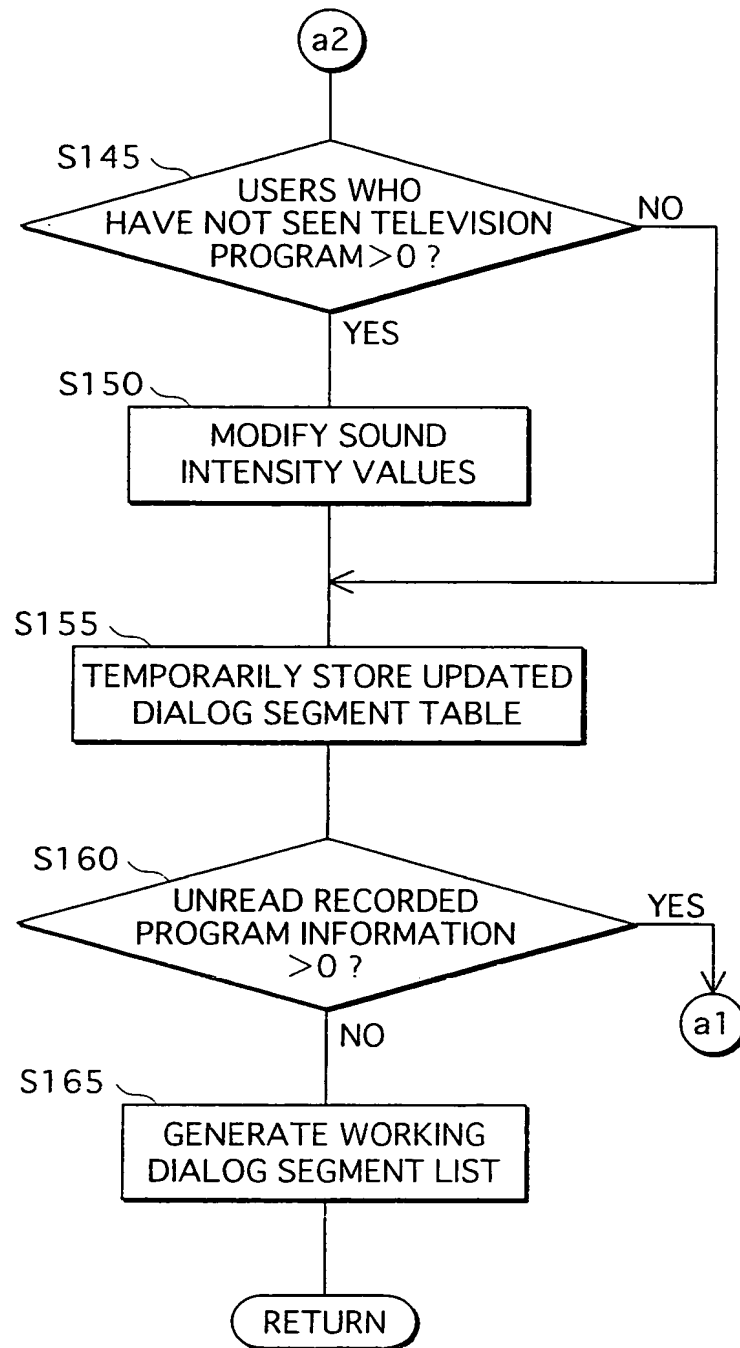 a2
S145
USERS WHO
HAVE NOT SEEN TELEVISION
PROGRAM>0 ?
NO
YES
S150
MODIFY SOUND
INTENSITY VALUES
S155
TEMPORARILY STORE UPDATED
DIALOG SEGMENT TABLE
S160
UNREAD RECORDED
PROGRAM INFORMATION
>0 ?
YES
a1
NO
S165
GENERATE WORKING
DIALOG SEGMENT LIST
RETURN